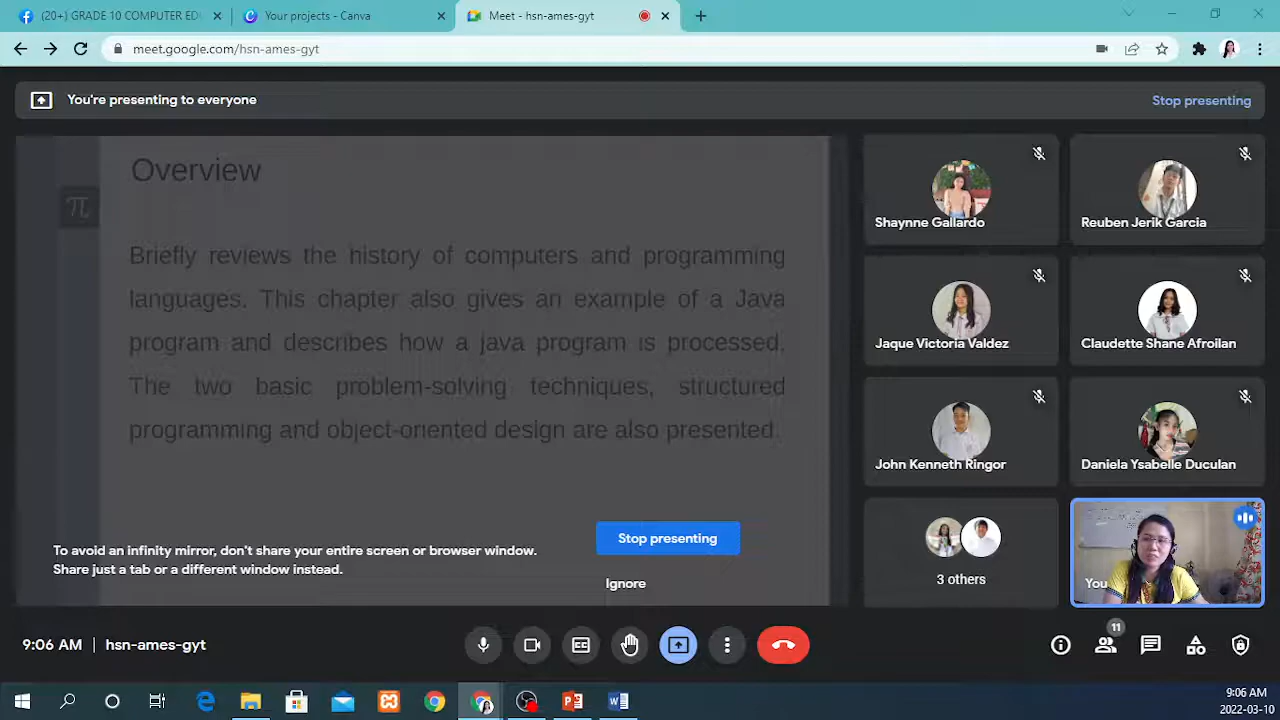 (20+) GRADE 10 COMPUTER ED
Your projects - Canva
Meet - hsn-ames-gyt
meet.google.com/hsn-ames-gyt
You're presenting to everyone
Stop presenting
Overview
π
Briefly reviews the history of computers and programming
languages. This chapter also gives an example of a Java
program and describes how a java program is processed.
The two basic problem-solving techniques, structured
programming and object-oriented design are also presented.
To avoid an infinity mirror, don't share your entire screen or browser window.
Share just a tab or a different window instead.
Stop presenting
Ignore
Shaynne Gallardo
Reuben Jerik Garcia
Jaque Victoria Valdez
Claudette Shane Afroilan
John Kenneth Ringor
Daniela Ysabelle Duculan
3 others
You
9:06 AM | hsn-ames-gyt
11
9:06 AM
2022-03-10